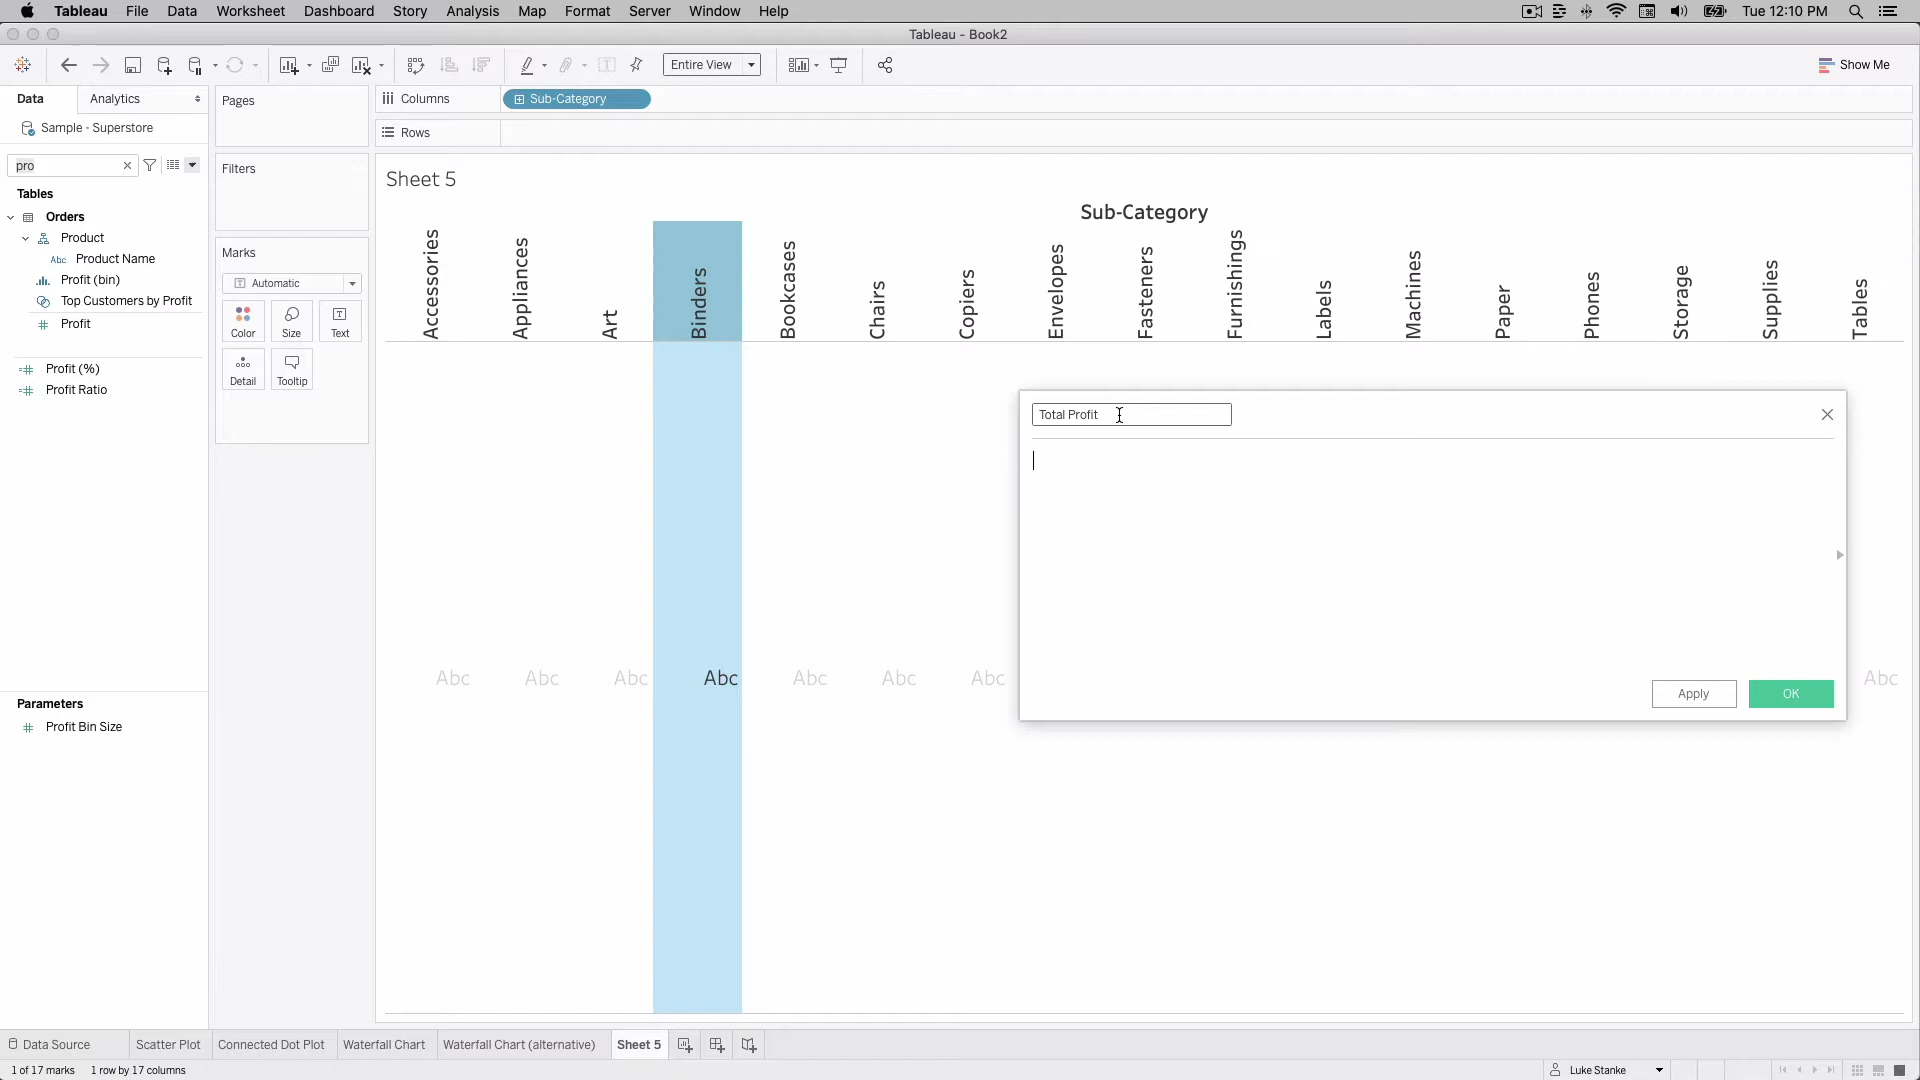 Tableau File Data Worksheet Dashboard Story Analysis Map Format Server Window Help Tue 12:10 PM
Tableau - Book2
Entire View Show Me
Data Analytics
Sample - Superstore
pro
Tables
Orders
Product
Abc Product Name
Profit (bin)
Top Customers by Profit
Profit
Profit (%)
Profit Ratio
Parameters
Profit Bin Size
Pages
Filters
Marks
Automatic
Color Size Text
Detail Tooltip
Columns Sub-Category
Rows
Sheet 5
Sub-Category
Accessories Appliances Art Binders Bookcases Chairs Copiers Envelopes Fasteners Furnishings Labels Machines Paper Phones Storage Supplies Tables
Abc Abc Abc Abc Abc Abc Abc Abc
Total Profit
Apply OK
Data Source Scatter Plot Connected Dot Plot Waterfall Chart Waterfall Chart (alternative) Sheet 5
1 of 17 marks 1 row by 17 columns Luke Stanke